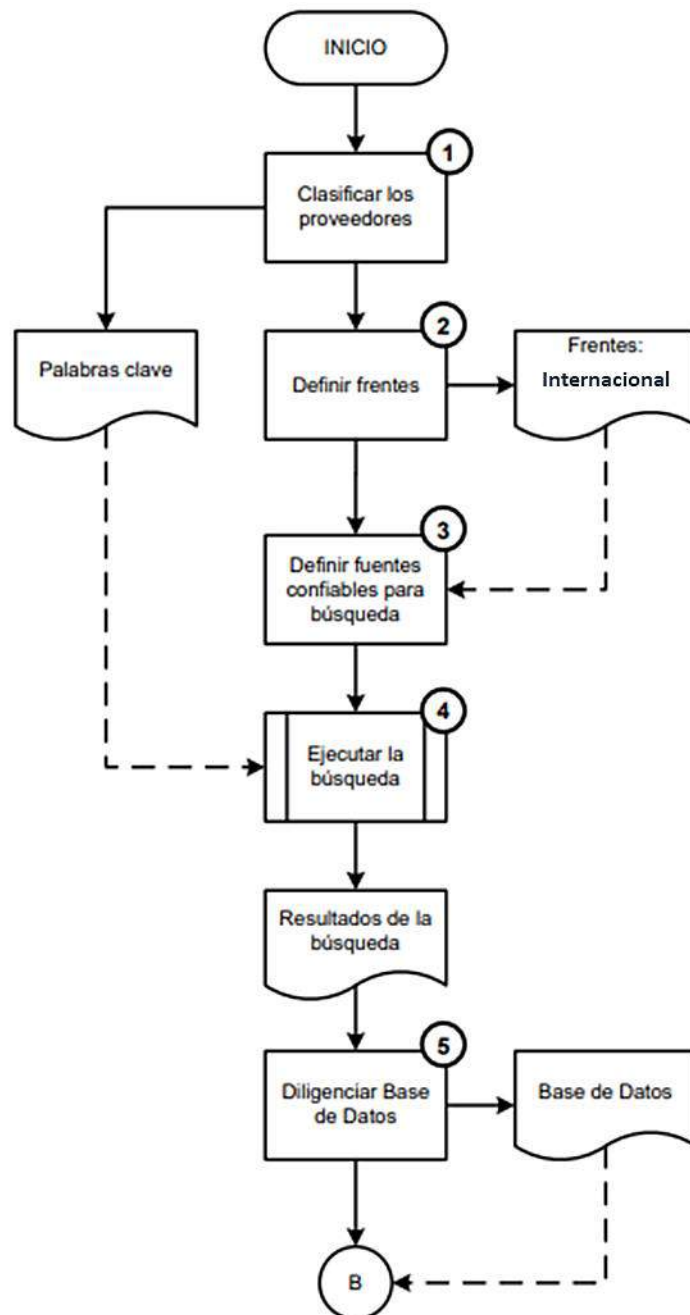 INICIO
1
Clasificar los
proveedores
Palabras clave
2
Definir frentes
Frentes:
Internacional
3
Definir fuentes
confiables para
búsqueda
4
Ejecutar la
búsqueda
Resultados de la
búsqueda
5
Diligenciar Base
de Datos
Base de Datos
B